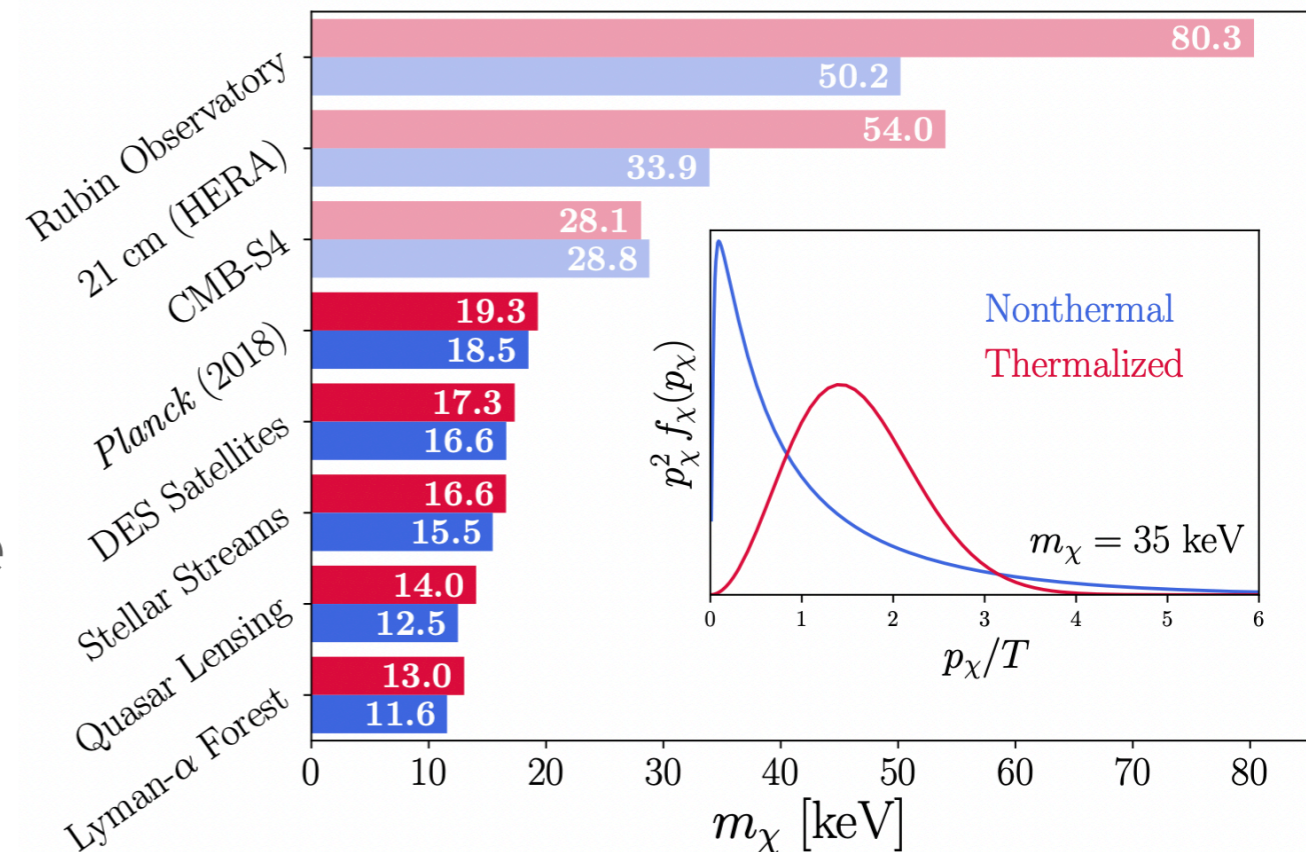 Rubin Observatory
80.3
50.2
21 cm (HERA)
54.0
33.9
CMB-S4
28.1
28.8
Planck (2018)
19.3
18.5
DES Satellites
17.3
16.6
Stellar Streams
16.6
15.5
Quasar Lensing
14.0
12.5
Lyman-α Forest
13.0
11.6
0 10 20 30 40 50 60 70 80
m_χ [keV]
p_χ^2 f_χ(p_χ)
Nonthermal
Thermalized
m_χ = 35 keV
0 1 2 3 4 5 6
p_χ/T